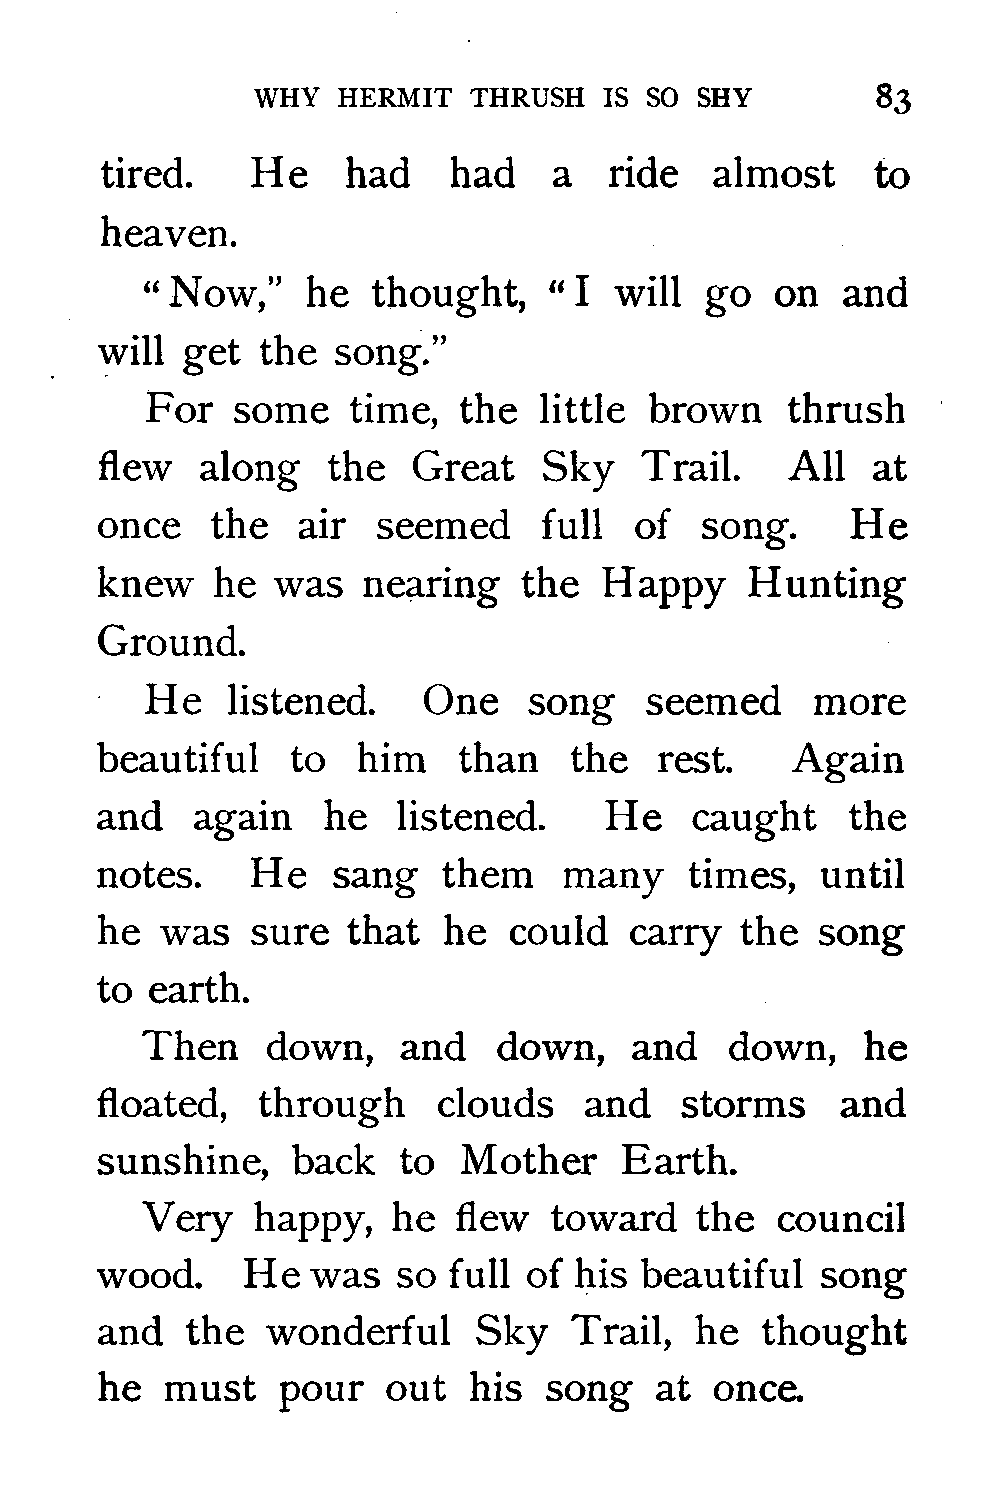 WHY HERMIT THRUSH IS SO SHY 83
tired. He had had a ride almost to
heaven.
“Now,” he thought, “I will go on and
will get the song.”
For some time, the little brown thrush
flew along the Great Sky Trail. All at
once the air seemed full of song. He
knew he was nearing the Happy Hunting
Ground.
He listened. One song seemed more
beautiful to him than the rest. Again
and again he listened. He caught the
notes. He sang them many times, until
he was sure that he could carry the song
to earth.
Then down, and down, and down, he
floated, through clouds and storms and
sunshine, back to Mother Earth.
Very happy, he flew toward the council
wood. He was so full of his beautiful song
and the wonderful Sky Trail, he thought
he must pour out his song at once.